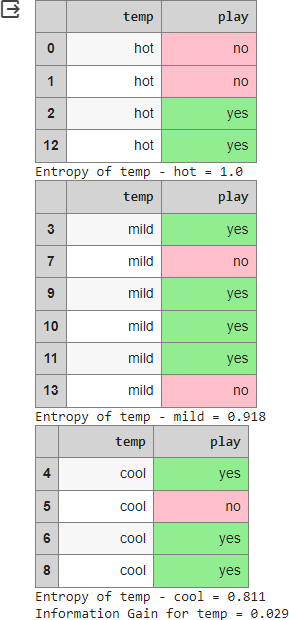 temp play
0 hot no
1 hot no
2 hot yes
12 hot yes
Entropy of temp - hot = 1.0
temp play
3 mild yes
7 mild no
9 mild yes
10 mild yes
11 mild yes
13 mild no
Entropy of temp - mild = 0.918
temp play
4 cool yes
5 cool no
6 cool yes
8 cool yes
Entropy of temp - cool = 0.811
Information Gain for temp = 0.029